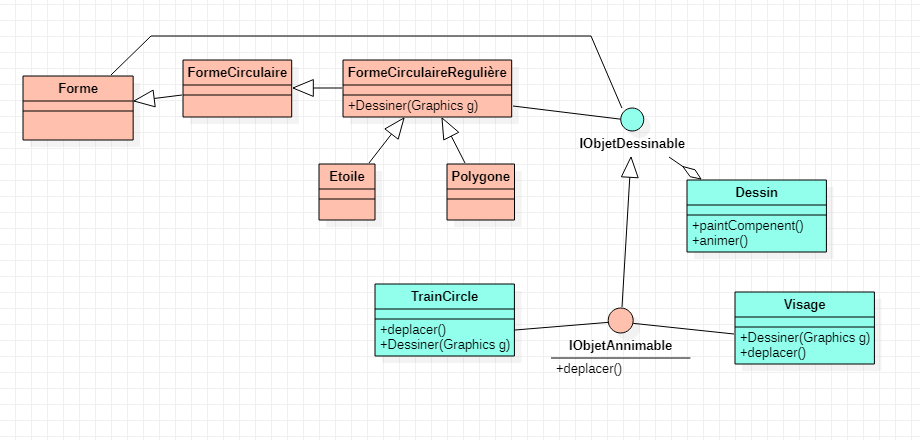 Forme
FormeCirculaire
FormeCirculaireRegulière
+Dessiner(Graphics g)
IObjetDessinable
Etoile
Polygone
Dessin
+paintCompenent()
+animer()
TrainCircle
+deplacer()
+Dessiner(Graphics g)
IObjetAnnimable
+deplacer()
Visage
+Dessiner(Graphics g)
+deplacer()